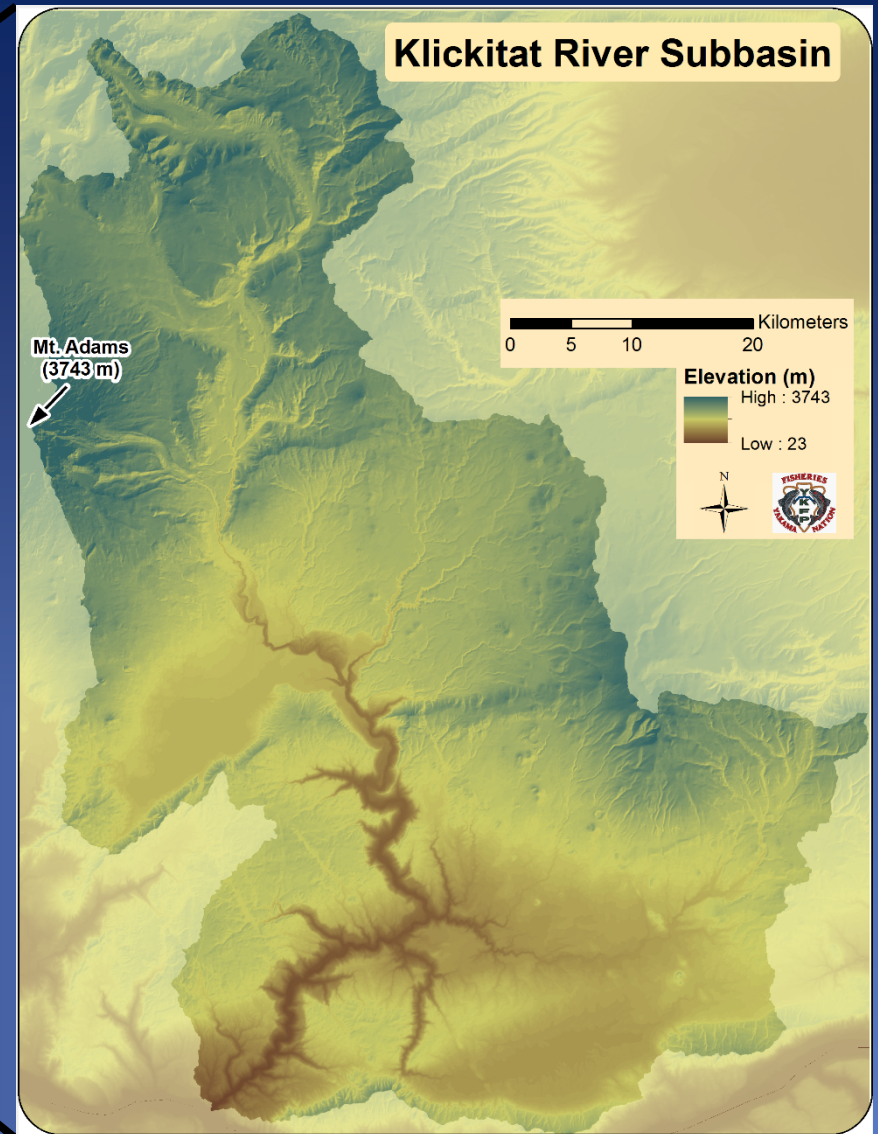 Klickitat River Subbasin
Mt. Adams
(3743 m)
Kilometers
0 5 10 20
Elevation (m)
High : 3743
Low : 23
N
FISHERIES
YKFP
YAKAMA NATION